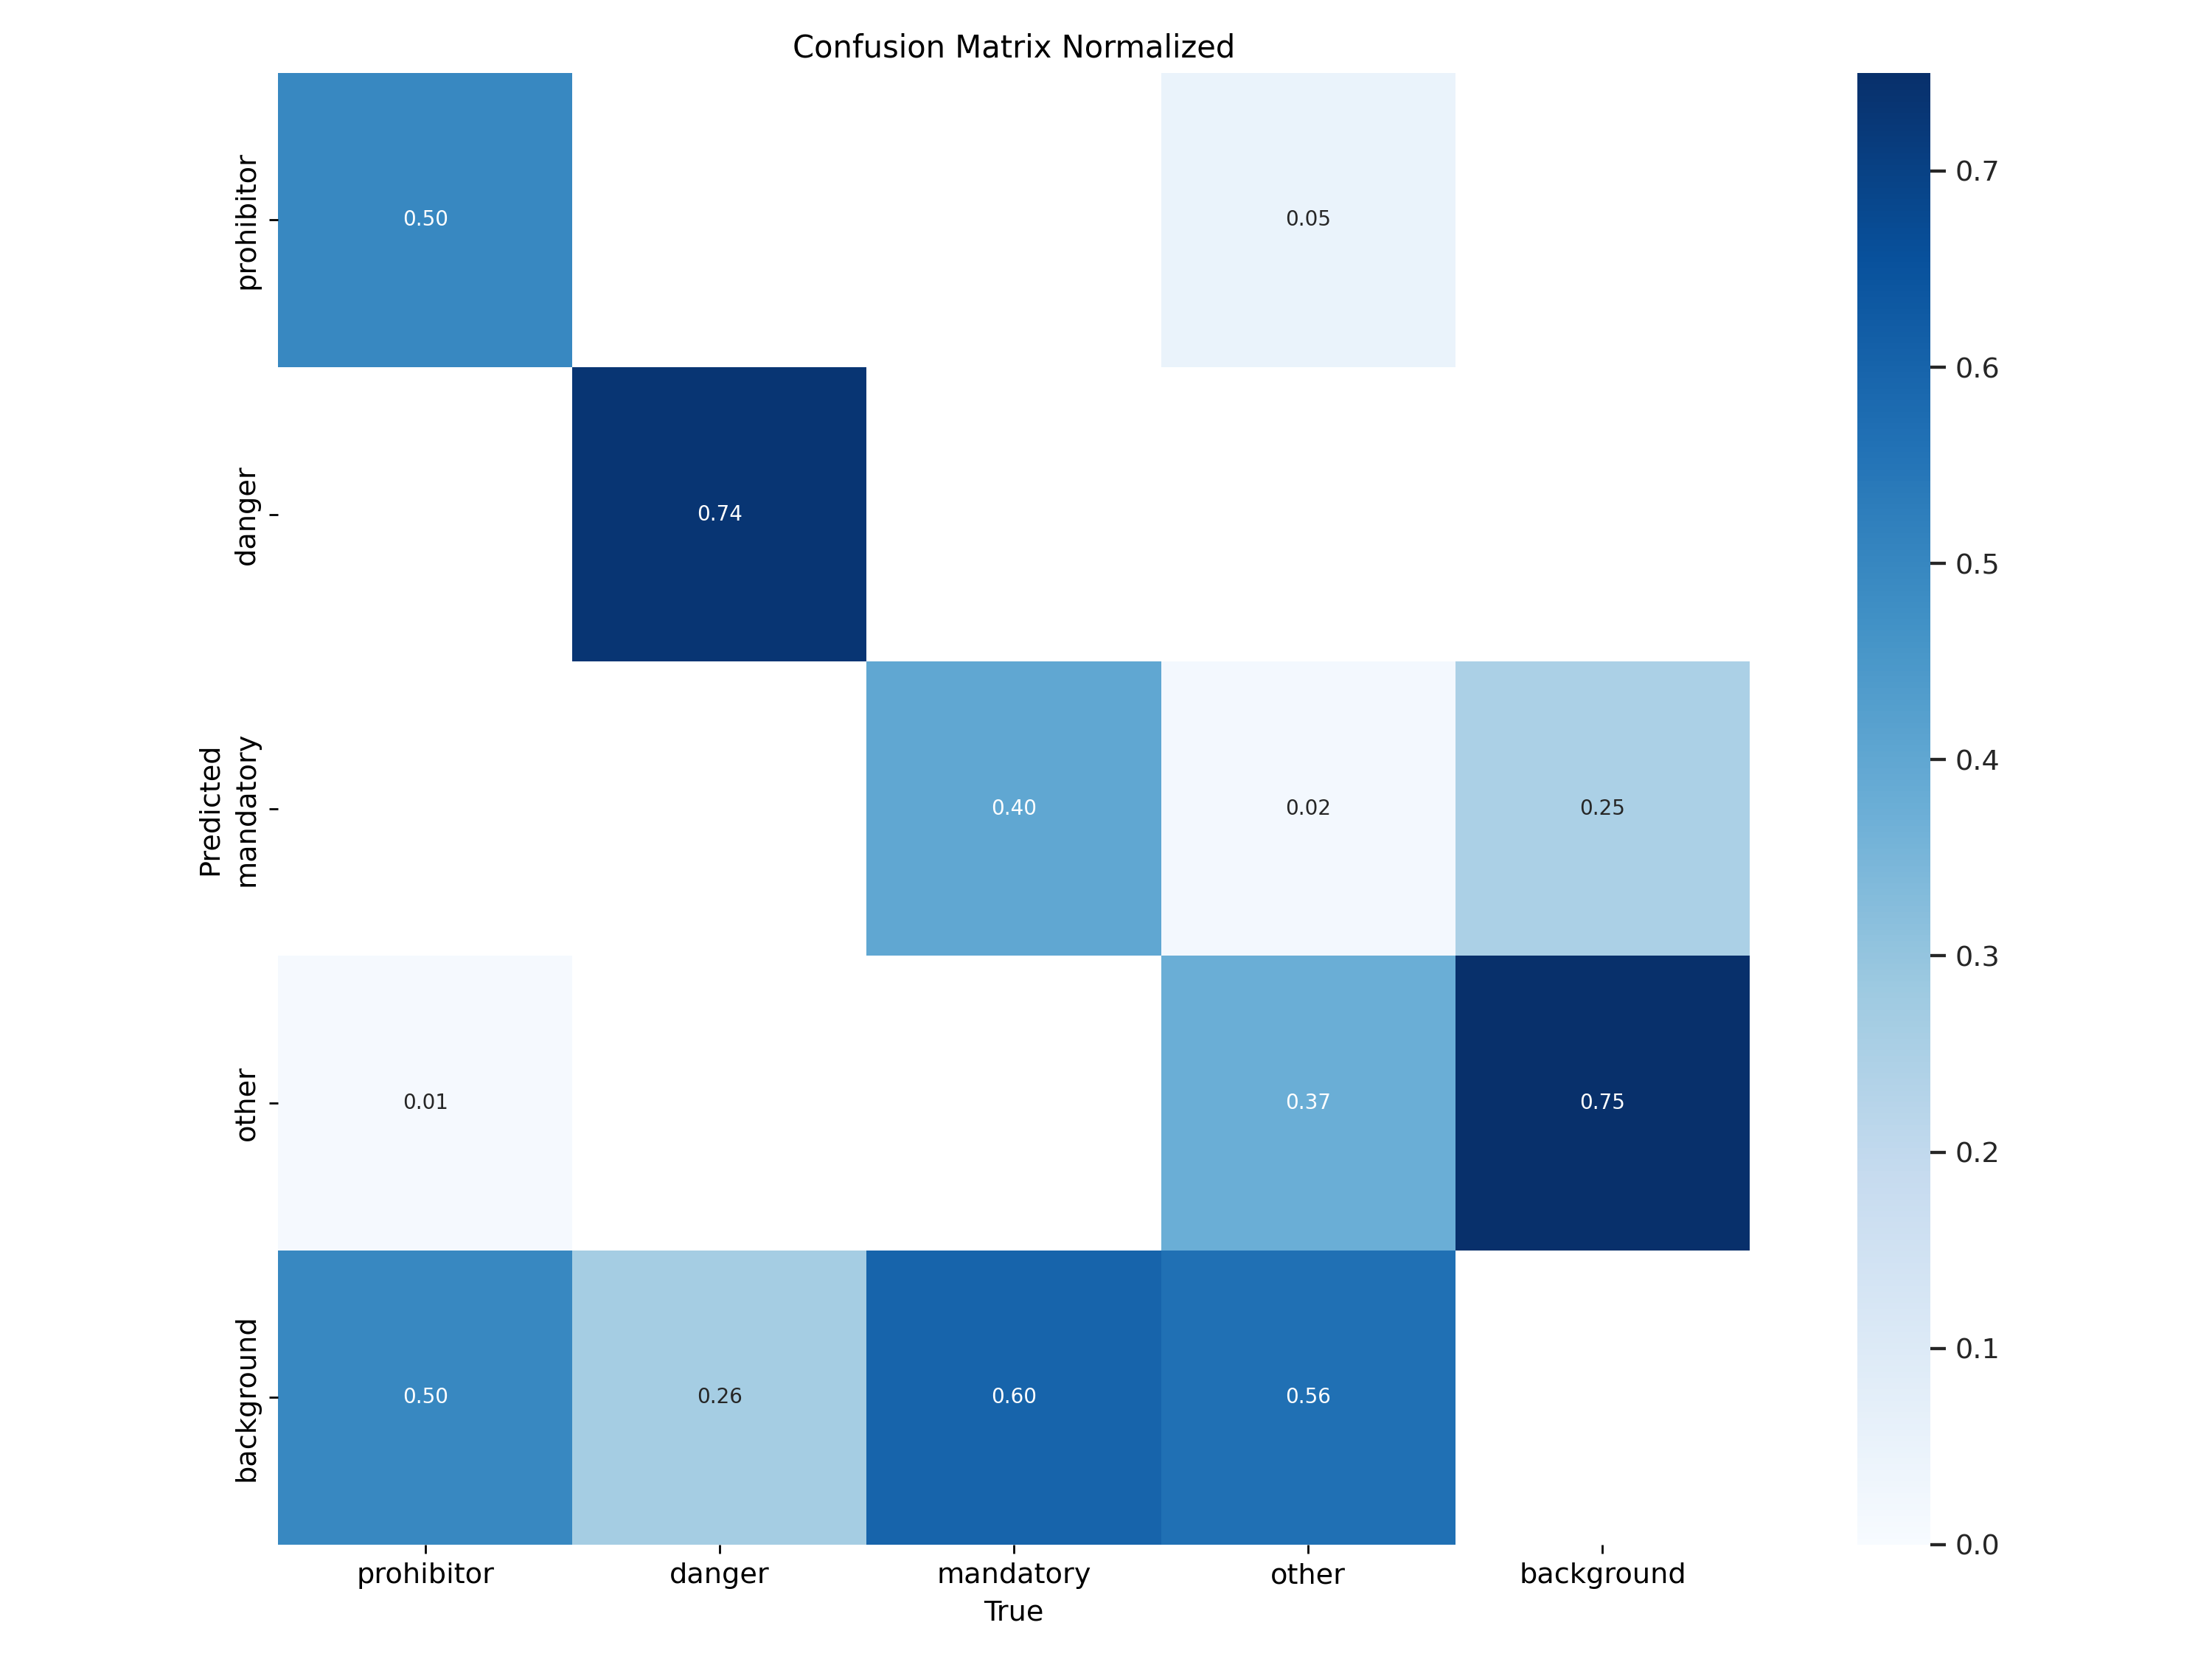 Confusion Matrix Normalized
prohibitor
0.50
0.05
danger
0.74
Predicted
mandatory
0.40
0.02
0.25
other
0.01
0.37
0.75
background
0.50
0.26
0.60
0.56
prohibitor
danger
mandatory
other
background
True
0.7
0.6
0.5
0.4
0.3
0.2
0.1
0.0